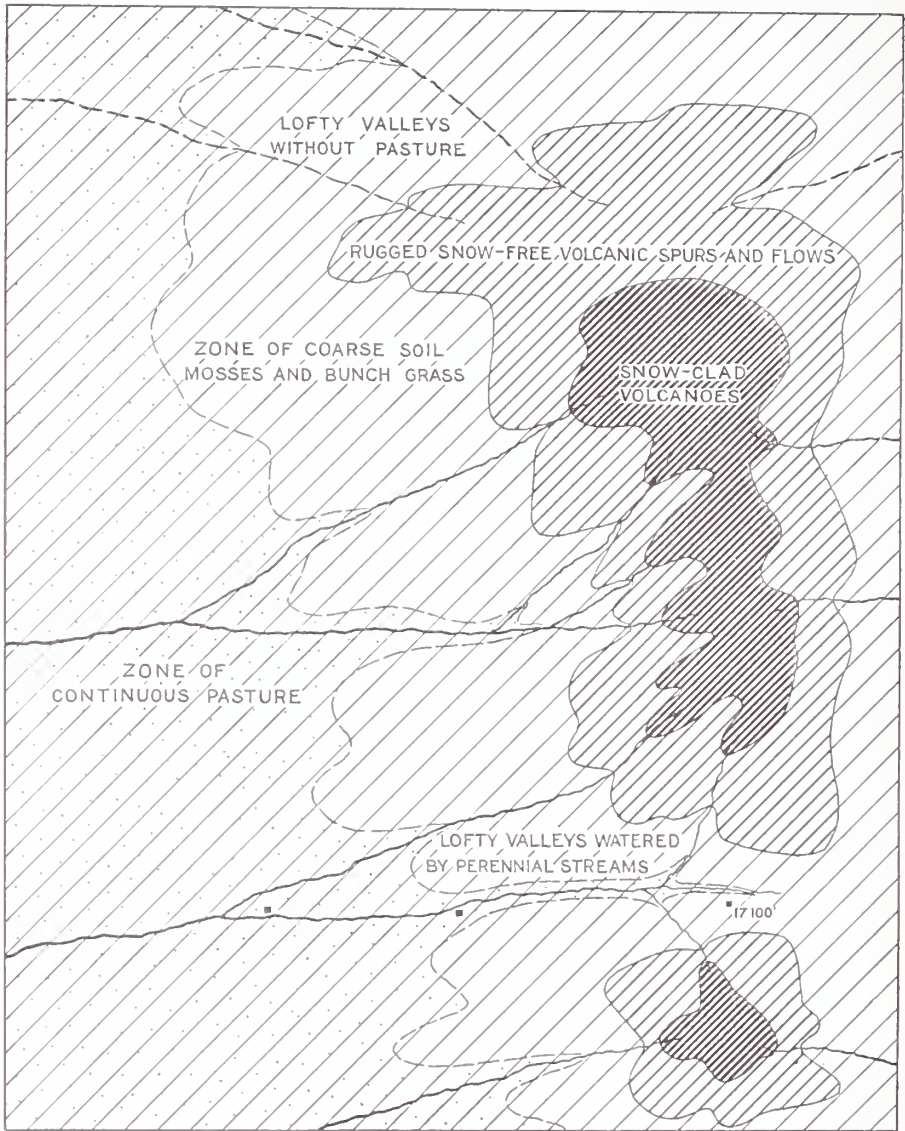 LOFTY VALLEYS
WITHOUT PASTURE
RUGGED SNOW-FREE VOLCANIC SPURS AND FLOWS
ZONE OF COARSE SOIL
MOSSES AND BUNCH GRASS
SNOW-CLAD
VOLCANOES
ZONE OF
CONTINUOUS PASTURE
LOFTY VALLEYS WATERED
BY PERENNIAL STREAMS
17100'